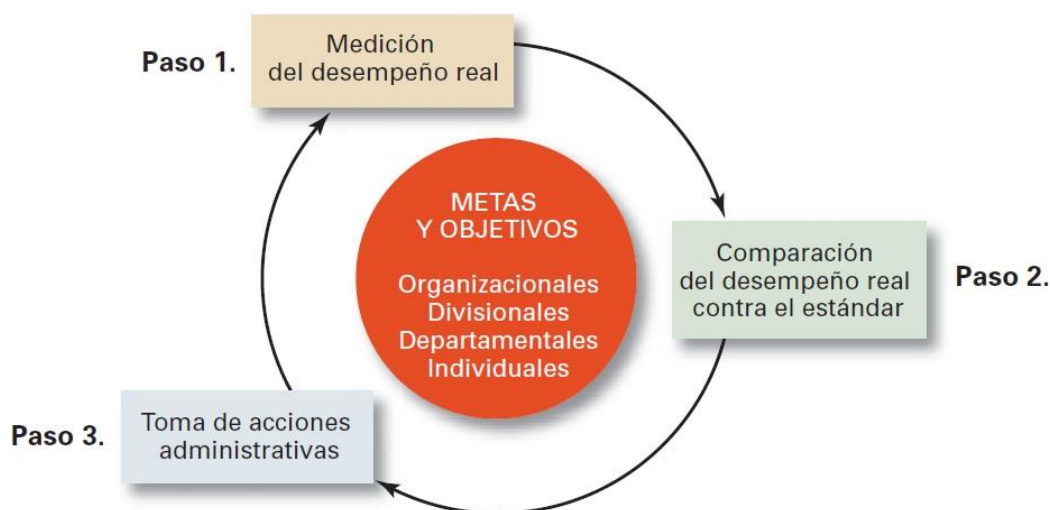 Paso 1.
Medición
del desempeño real
METAS
Y OBJETIVOS
Organizacionales
Divisionales
Departamentales
Individuales
Comparación
del desempeño real
contra el estándar
Paso 2.
Paso 3.
Toma de acciones
administrativas